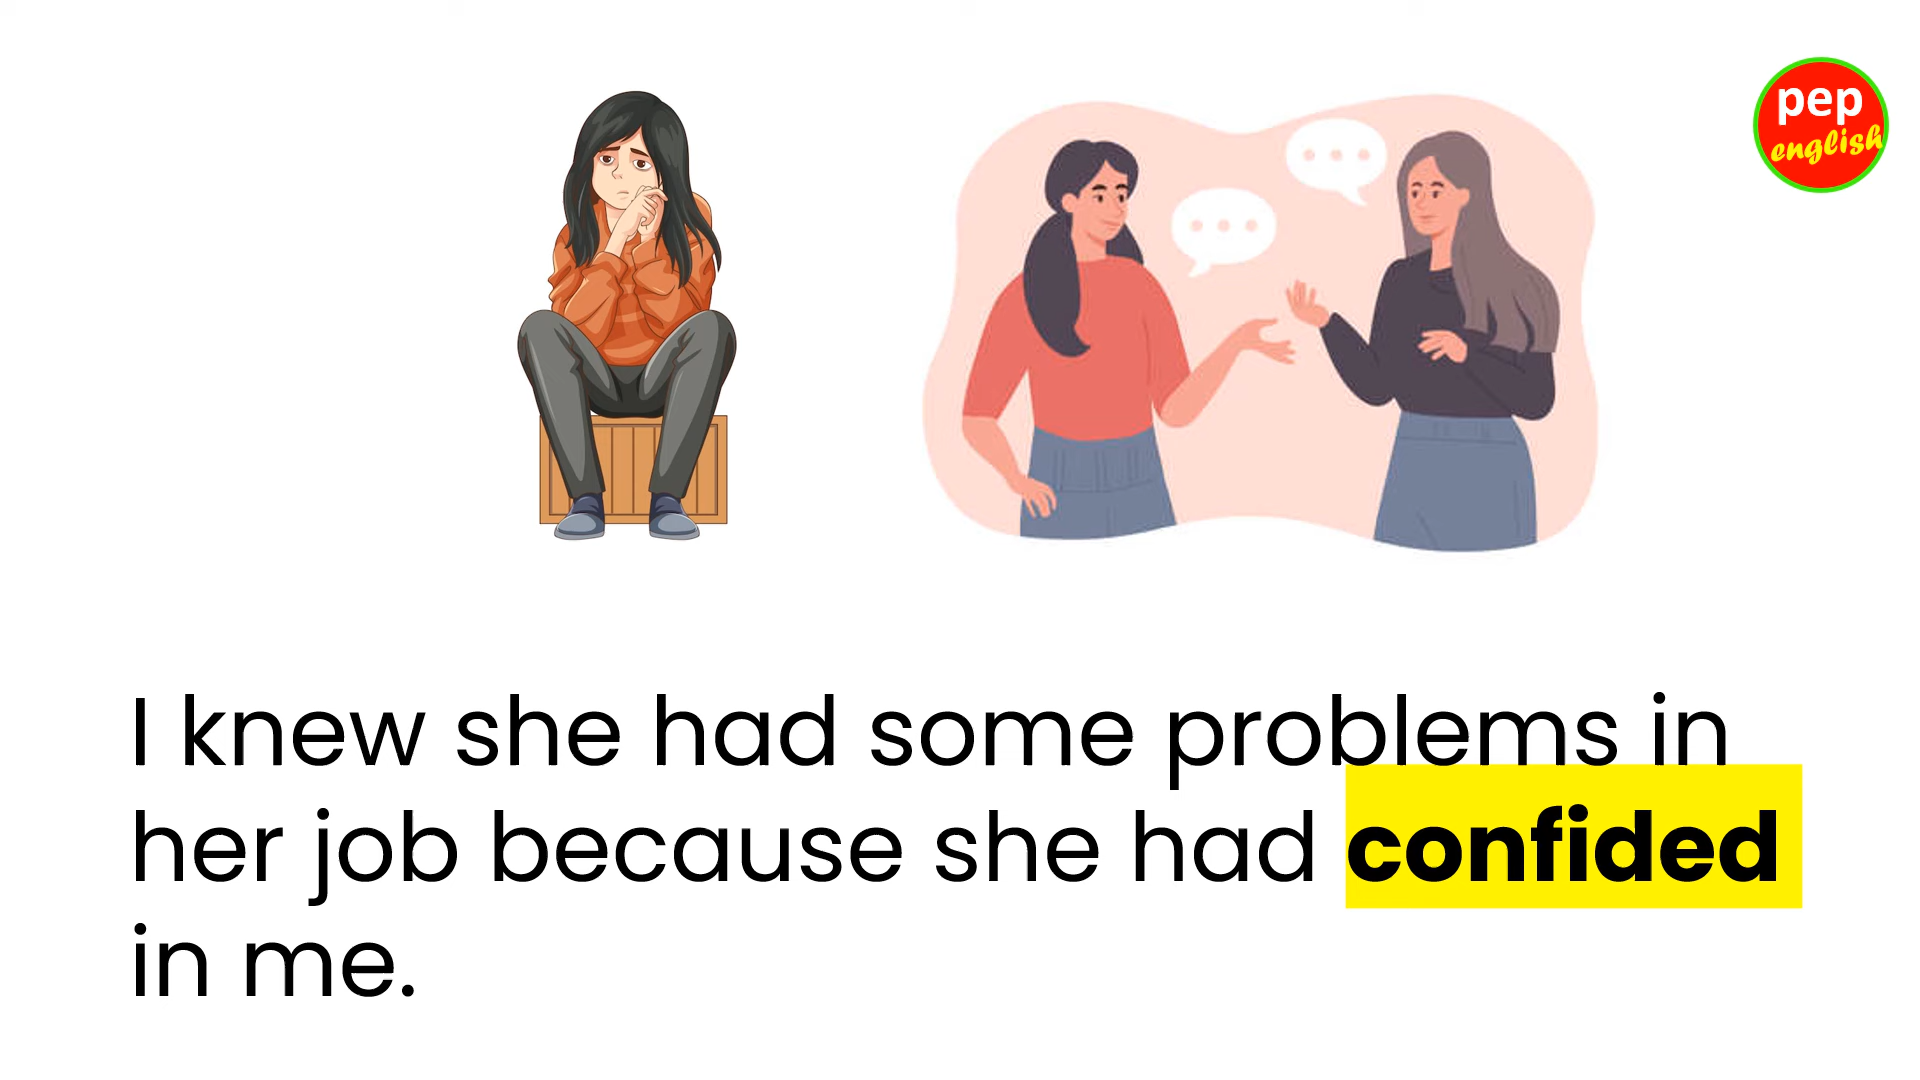 pep
english
I knew she had some problems in
her job because she had confided
in me.